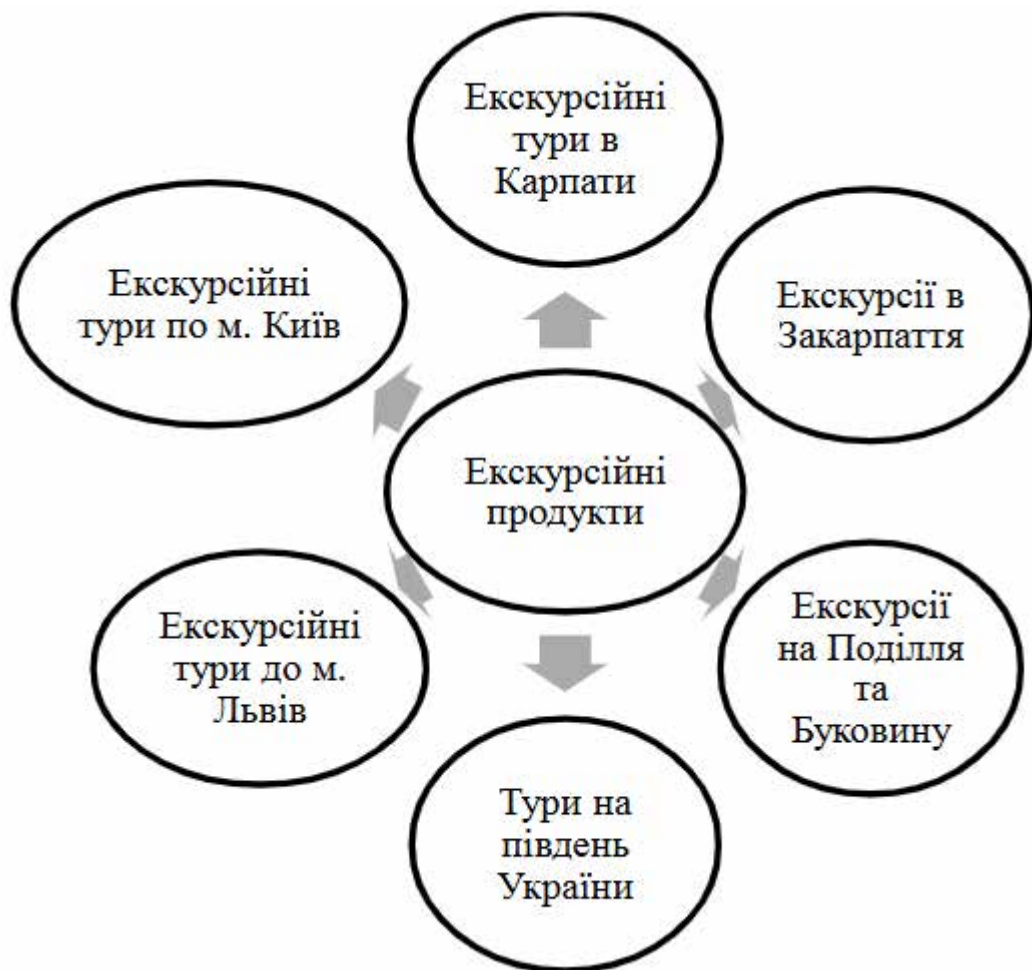 Екскурсійні
тури в
Карпати
Екскурсійні
тури по м. Київ
Екскурсії в
Закарпаття
Екскурсійні
продукти
Екскурсійні
тури до м.
Львів
Екскурсії
на Поділля
та
Буковину
Тури на
південь
України